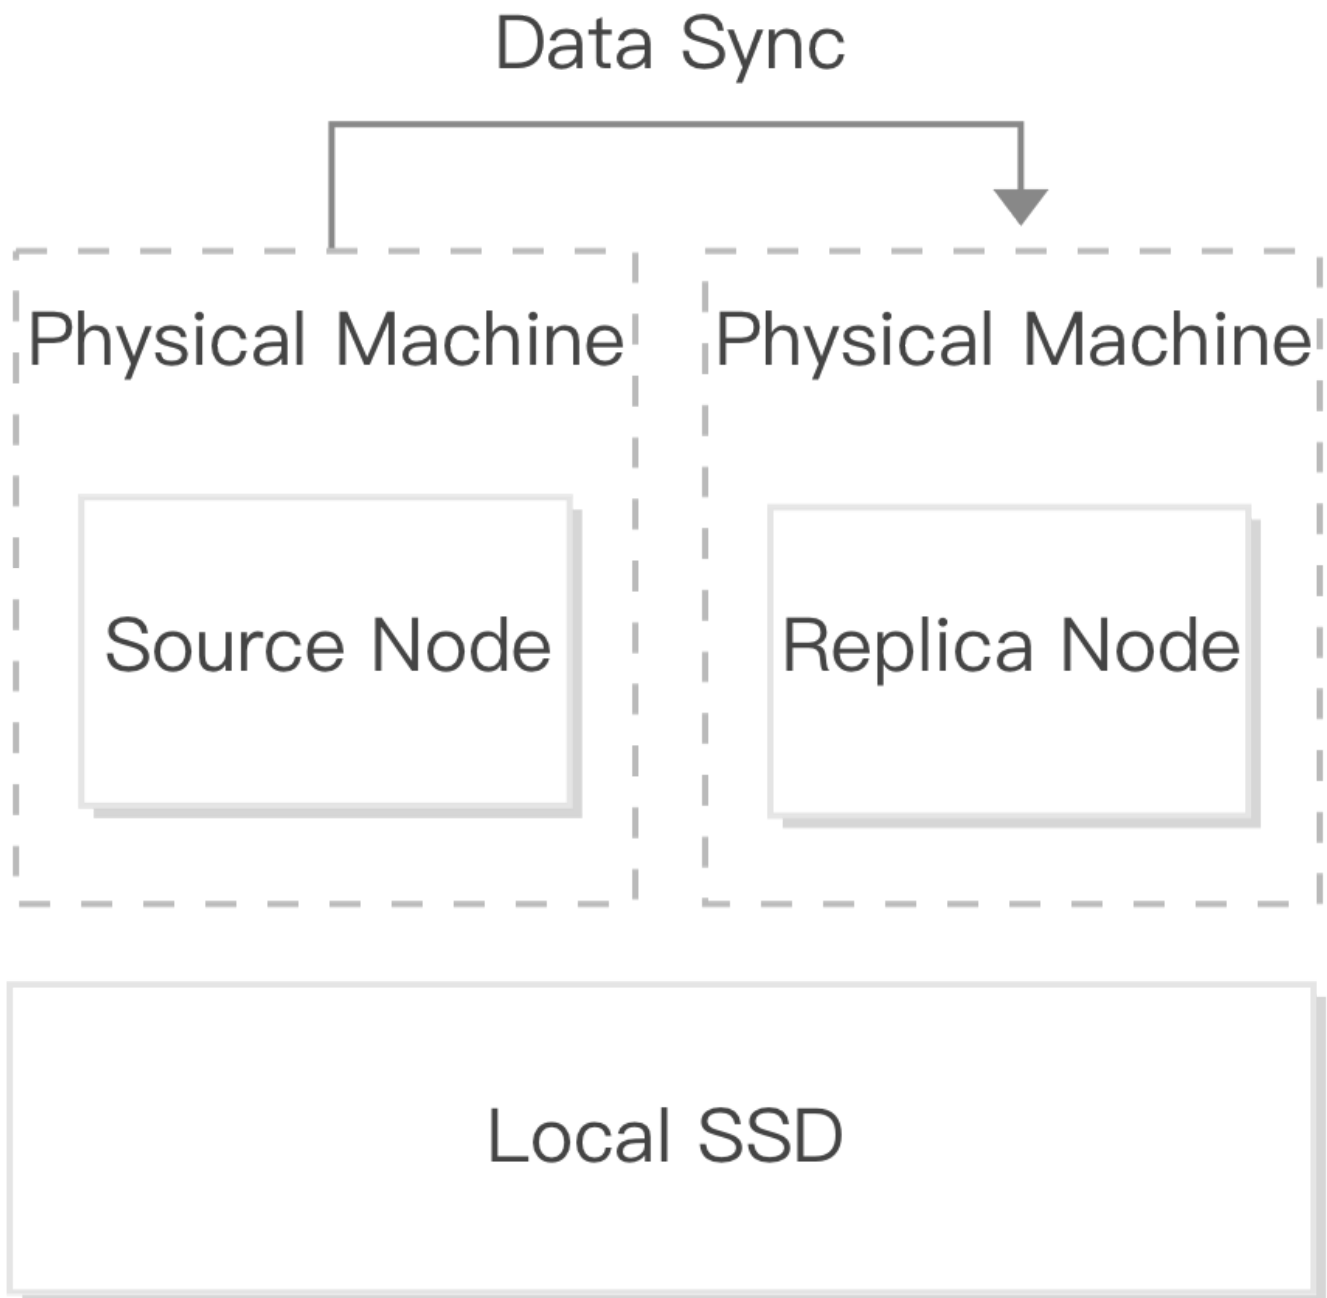 Data Sync
Physical Machine
Physical Machine
Source Node
Replica Node
Local SSD